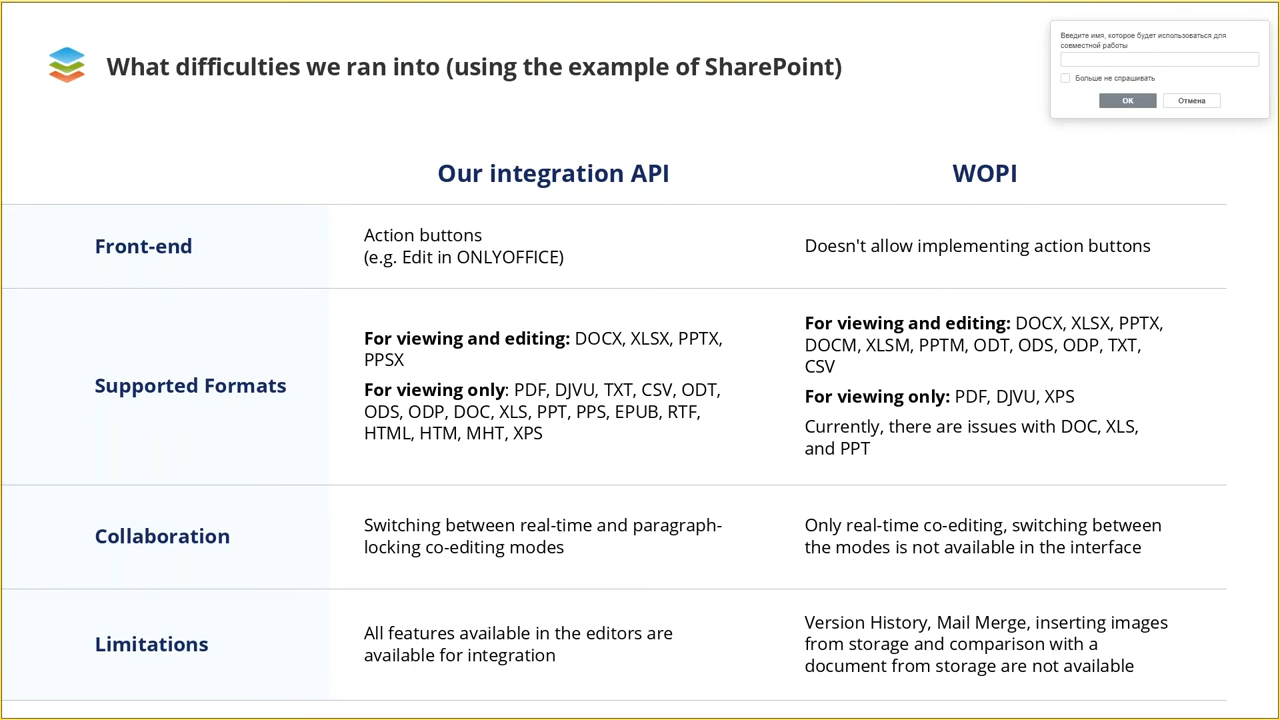 What difficulties we ran into (using the example of SharePoint)
Введите имя, которое будет использоваться для
совместной работы
Больше не спрашивать
OK
Отмена
Our integration API
WOPI
Front-end
Action buttons
(e.g. Edit in ONLYOFFICE)
Doesn't allow implementing action buttons
Supported Formats
For viewing and editing: DOCX, XLSX, PPTX,
PPSX
For viewing only: PDF, DJVU, TXT, CSV, ODT,
ODS, ODP, DOC, XLS, PPT, PPS, EPUB, RTF,
HTML, HTM, MHT, XPS
For viewing and editing: DOCX, XLSX, PPTX,
DOCM, XLSM, PPTM, ODT, ODS, ODP, TXT,
CSV
For viewing only: PDF, DJVU, XPS
Currently, there are issues with DOC, XLS,
and PPT
Collaboration
Switching between real-time and paragraph-
locking co-editing modes
Only real-time co-editing, switching between
the modes is not available in the interface
Limitations
All features available in the editors are
available for integration
Version History, Mail Merge, inserting images
from storage and comparison with a
document from storage are not available